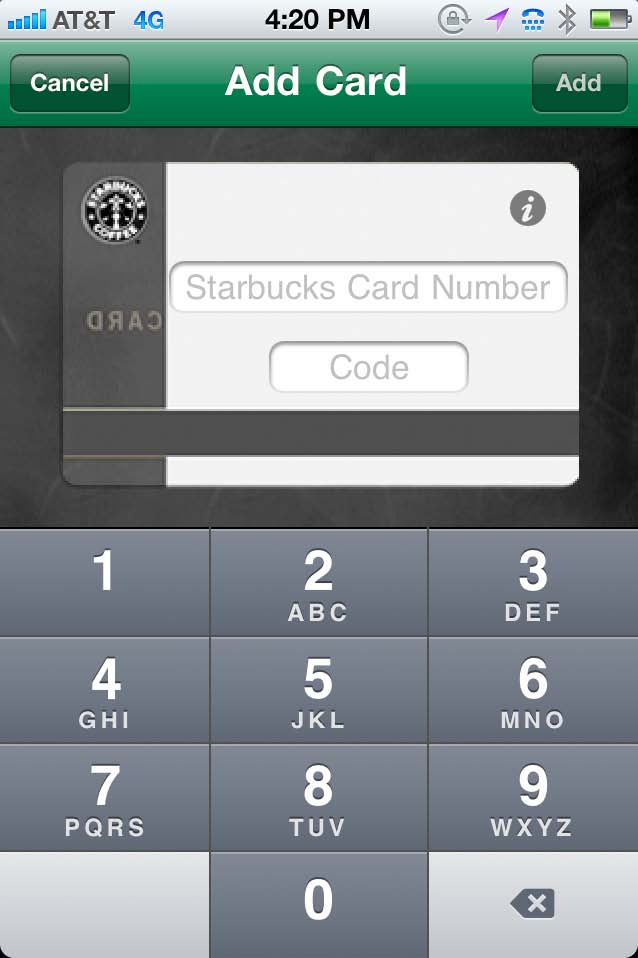 AT&T 4G 4:20 PM
Cancel Add Card Add
STARBUCKS COFFEE
Starbucks Card Number
CARD
Code
1 2 3
ABC DEF
4 5 6
GHI JKL MNO
7 8 9
PQRS TUV WXYZ
0